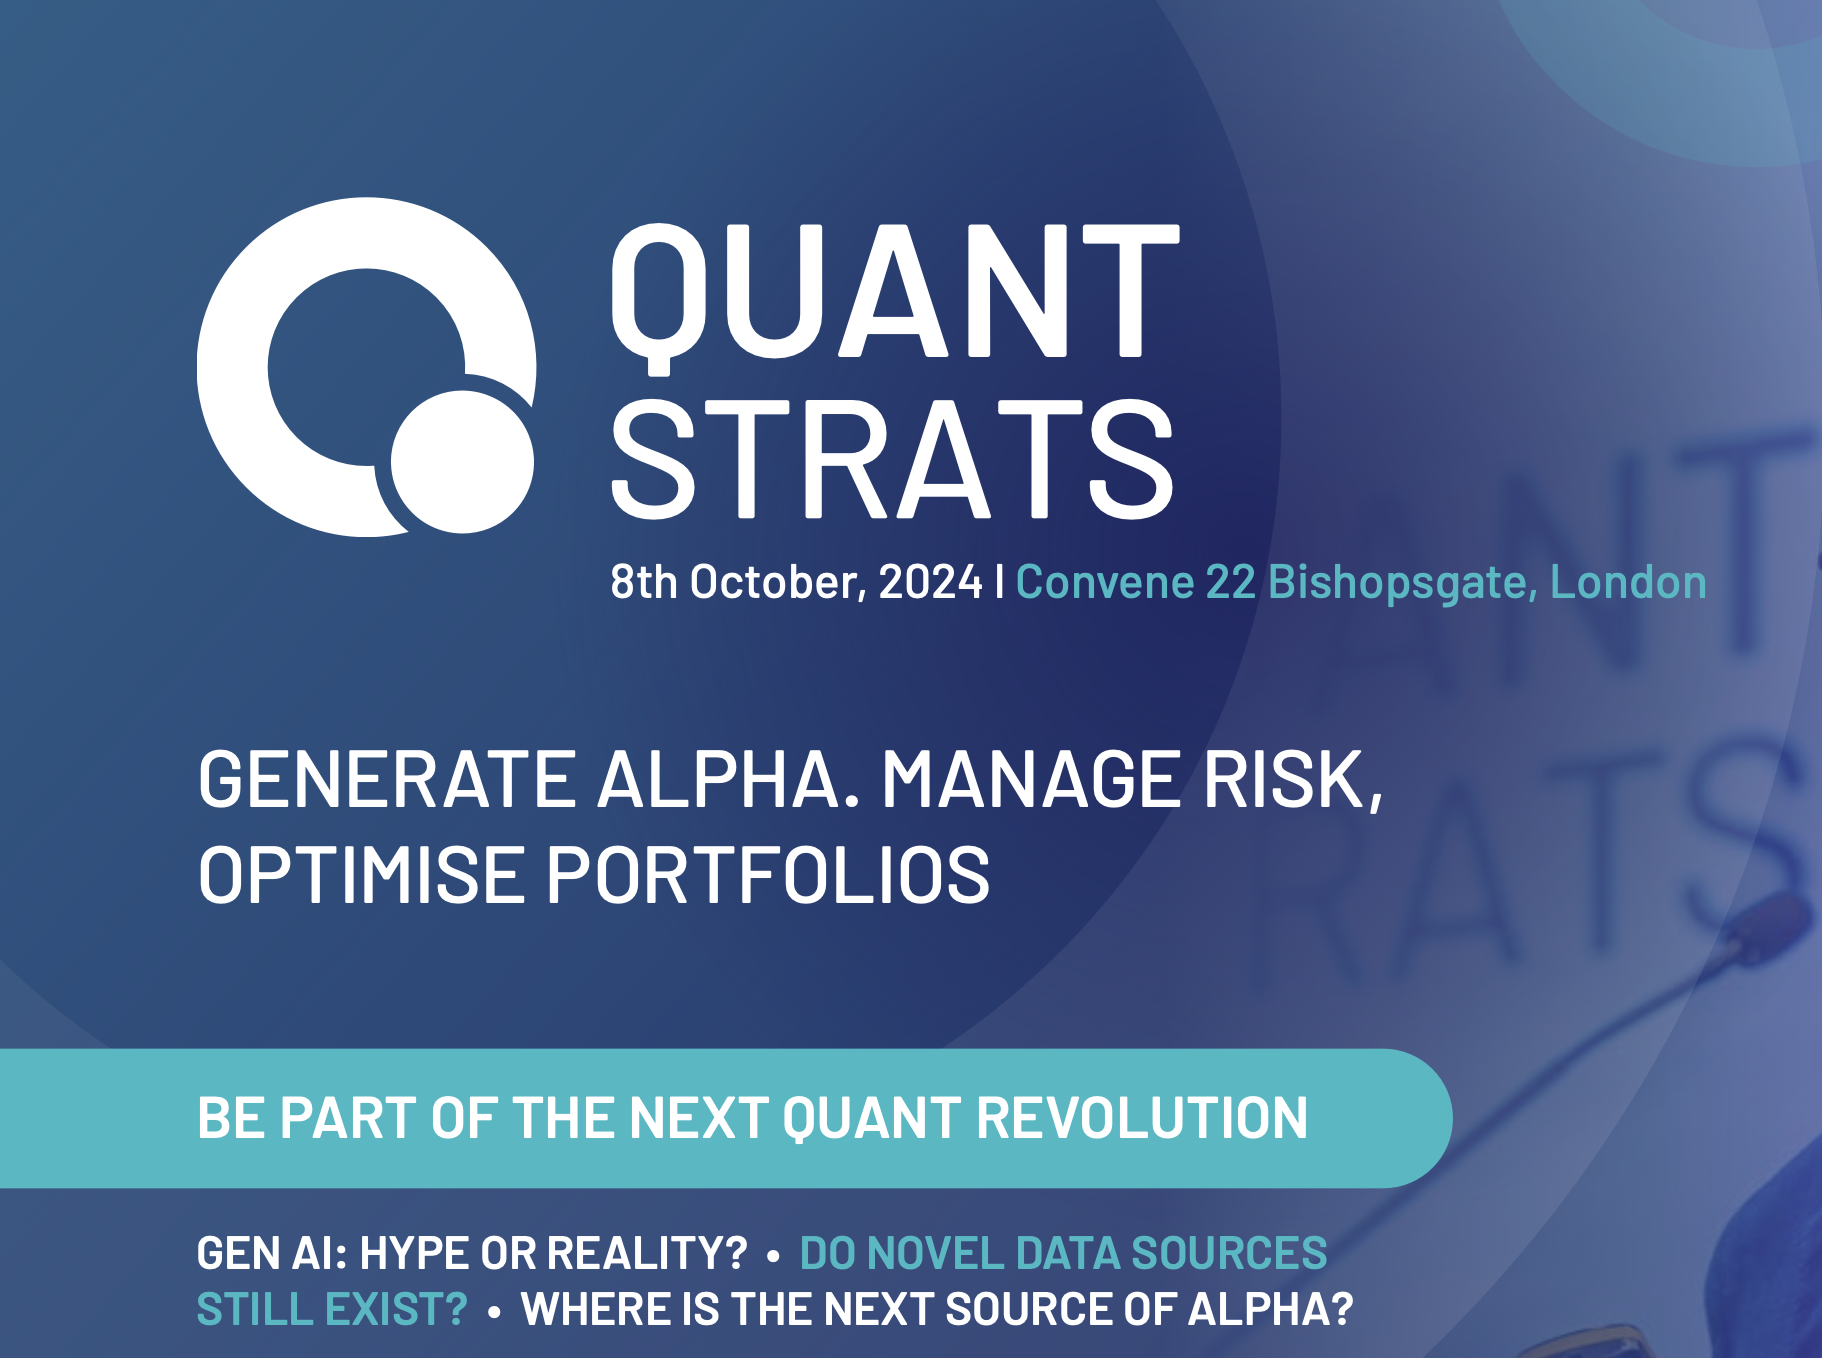 QUANT
STRATS
8th October, 2024 | Convene 22 Bishopsgate, London
ANT
RATS
GENERATE ALPHA. MANAGE RISK,
OPTIMISE PORTFOLIOS
BE PART OF THE NEXT QUANT REVOLUTION
GEN AI: HYPE OR REALITY? • DO NOVEL DATA SOURCES
STILL EXIST? • WHERE IS THE NEXT SOURCE OF ALPHA?